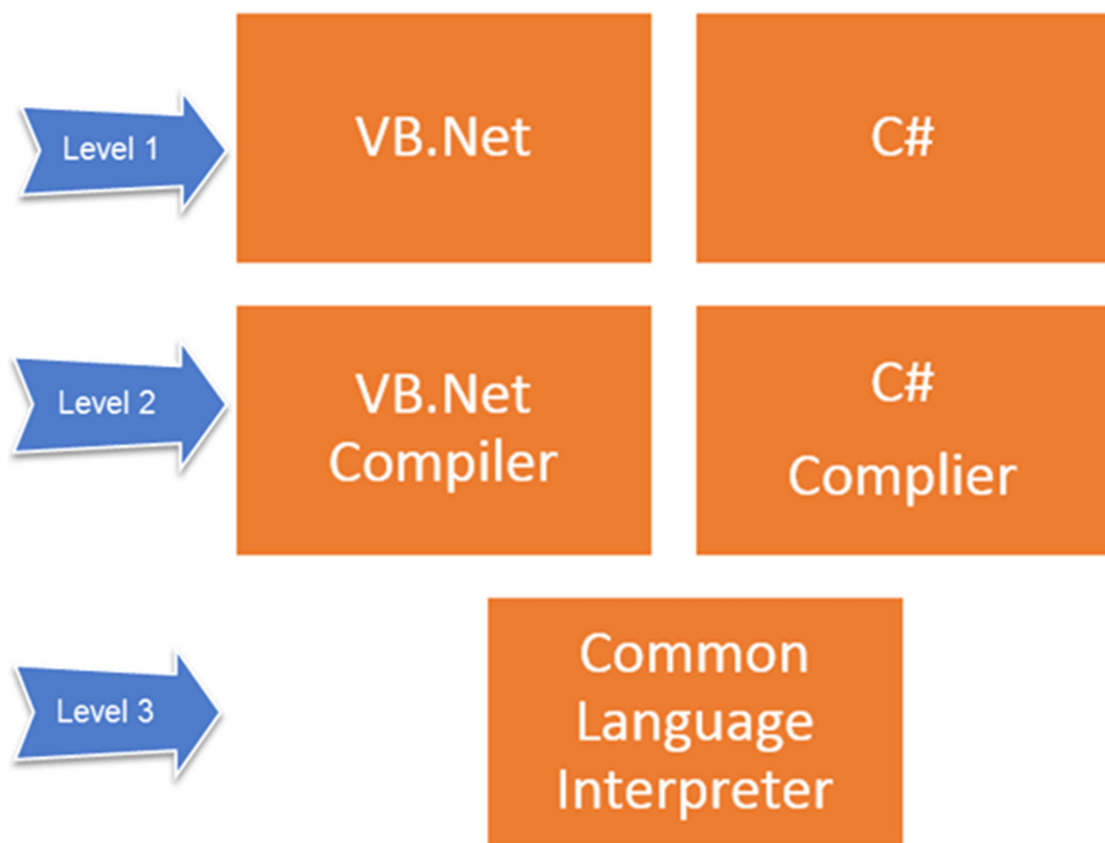 Level 1
VB.Net
C#
Level 2
VB.Net
Compiler
C#
Complier
Level 3
Common
Language
Interpreter